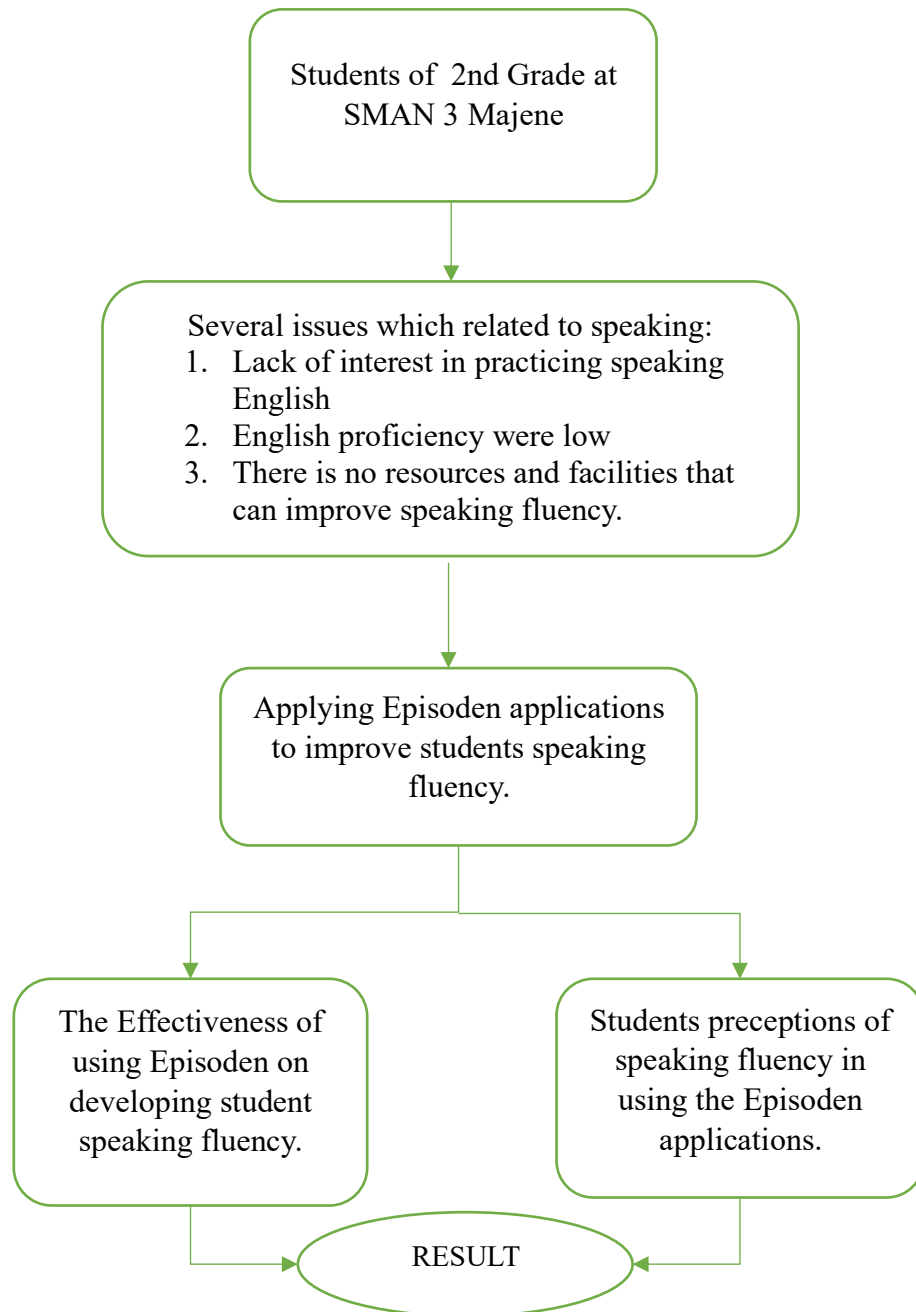 Students of 2nd Grade at
SMAN 3 Majene
Several issues which related to speaking:
1. Lack of interest in practicing speaking
English
2. English proficiency were low
3. There is no resources and facilities that
can improve speaking fluency.
Applying Episoden applications
to improve students speaking
fluency.
The Effectiveness of
using Episoden on
developing student
speaking fluency.
Students preceptions of
speaking fluency in
using the Episoden
applications.
RESULT